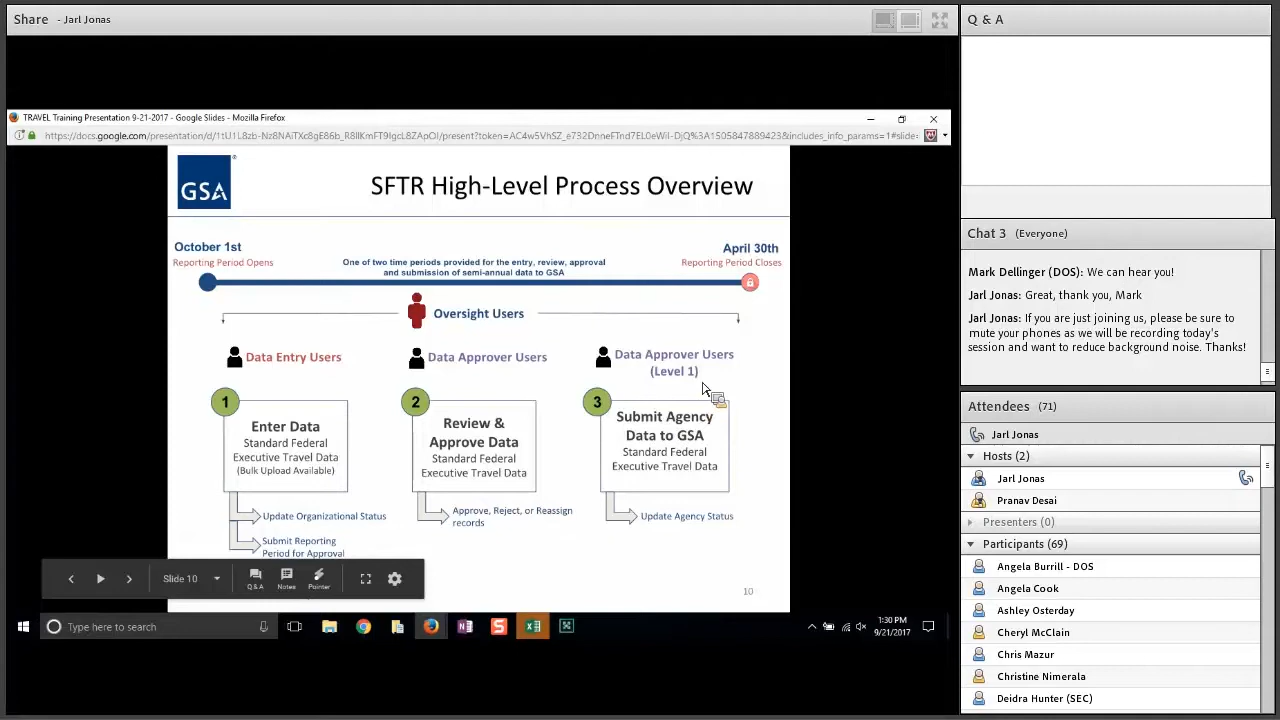 Share - Jarl Jonas
TRAVEL Training Presentation 9-21-2017 - Google Slides - Mozilla Firefox
GSA
®
SFTR High-Level Process Overview
October 1st
Reporting Period Opens
One of two time periods provided for the entry, review, approval
and submission of semi-annual data to GSA
April 30th
Reporting Period Closes
Oversight Users
Data Entry Users
Data Approver Users
Data Approver Users
(Level 1)
1
Enter Data
Standard Federal
Executive Travel Data
(Bulk Upload Available)
Update Organizational Status
Submit Reporting
Period for Approval
2
Review &
Approve Data
Standard Federal
Executive Travel Data
Approve, Reject, or Reassign
records
3
Submit Agency
Data to GSA
Standard Federal
Executive Travel Data
Update Agency Status
10
Slide 10
Q&A
Notes
Pointer
Type here to search
1:30 PM
9/21/2017
Q & A
Chat 3 (Everyone)
Mark Dellinger (DOS): We can hear you!
Jarl Jonas: Great, thank you, Mark
Jarl Jonas: If you are just joining us, please be sure to
mute your phones as we will be recording today's
session and want to reduce background noise. Thanks!
Attendees (71)
Jarl Jonas
Hosts (2)
Jarl Jonas
Pranav Desai
Presenters (0)
Participants (69)
Angela Burrill - DOS
Angela Cook
Ashley Osterday
Cheryl McClain
Chris Mazur
Christine Nimerala
Deidra Hunter (SEC)